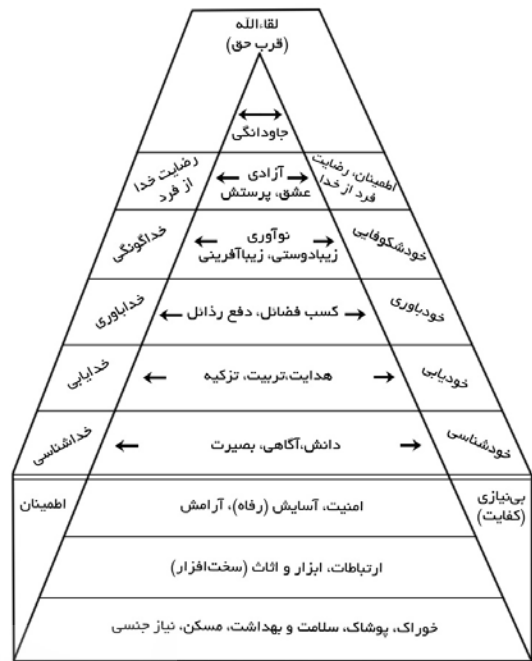 لقاءالله
(قرب حق)
جاودانگی
اطمینان، رضایت
فرد از خدا
آزادی
عشق، پرستش
رضایت خدا
از فرد
خودشکوفایی
نوآوری
زیبادوستی، زیباآفرینی
خداگونگی
خودباوری
کسب فضائل، دفع رذائل
خداباوری
خودیابی
هدایت،تربیت، تزکیه
خدایابی
خودشناسی
دانش،آگاهی، بصیرت
خداشناسی
بی‌نیازی
(کفایت)
امنیت، آسایش (رفاه)، آرامش
اطمینان
ارتباطات، ابزار و اثاث (سخت‌افزار)
خوراک، پوشاک، سلامت و بهداشت، مسکن، نیاز جنسی